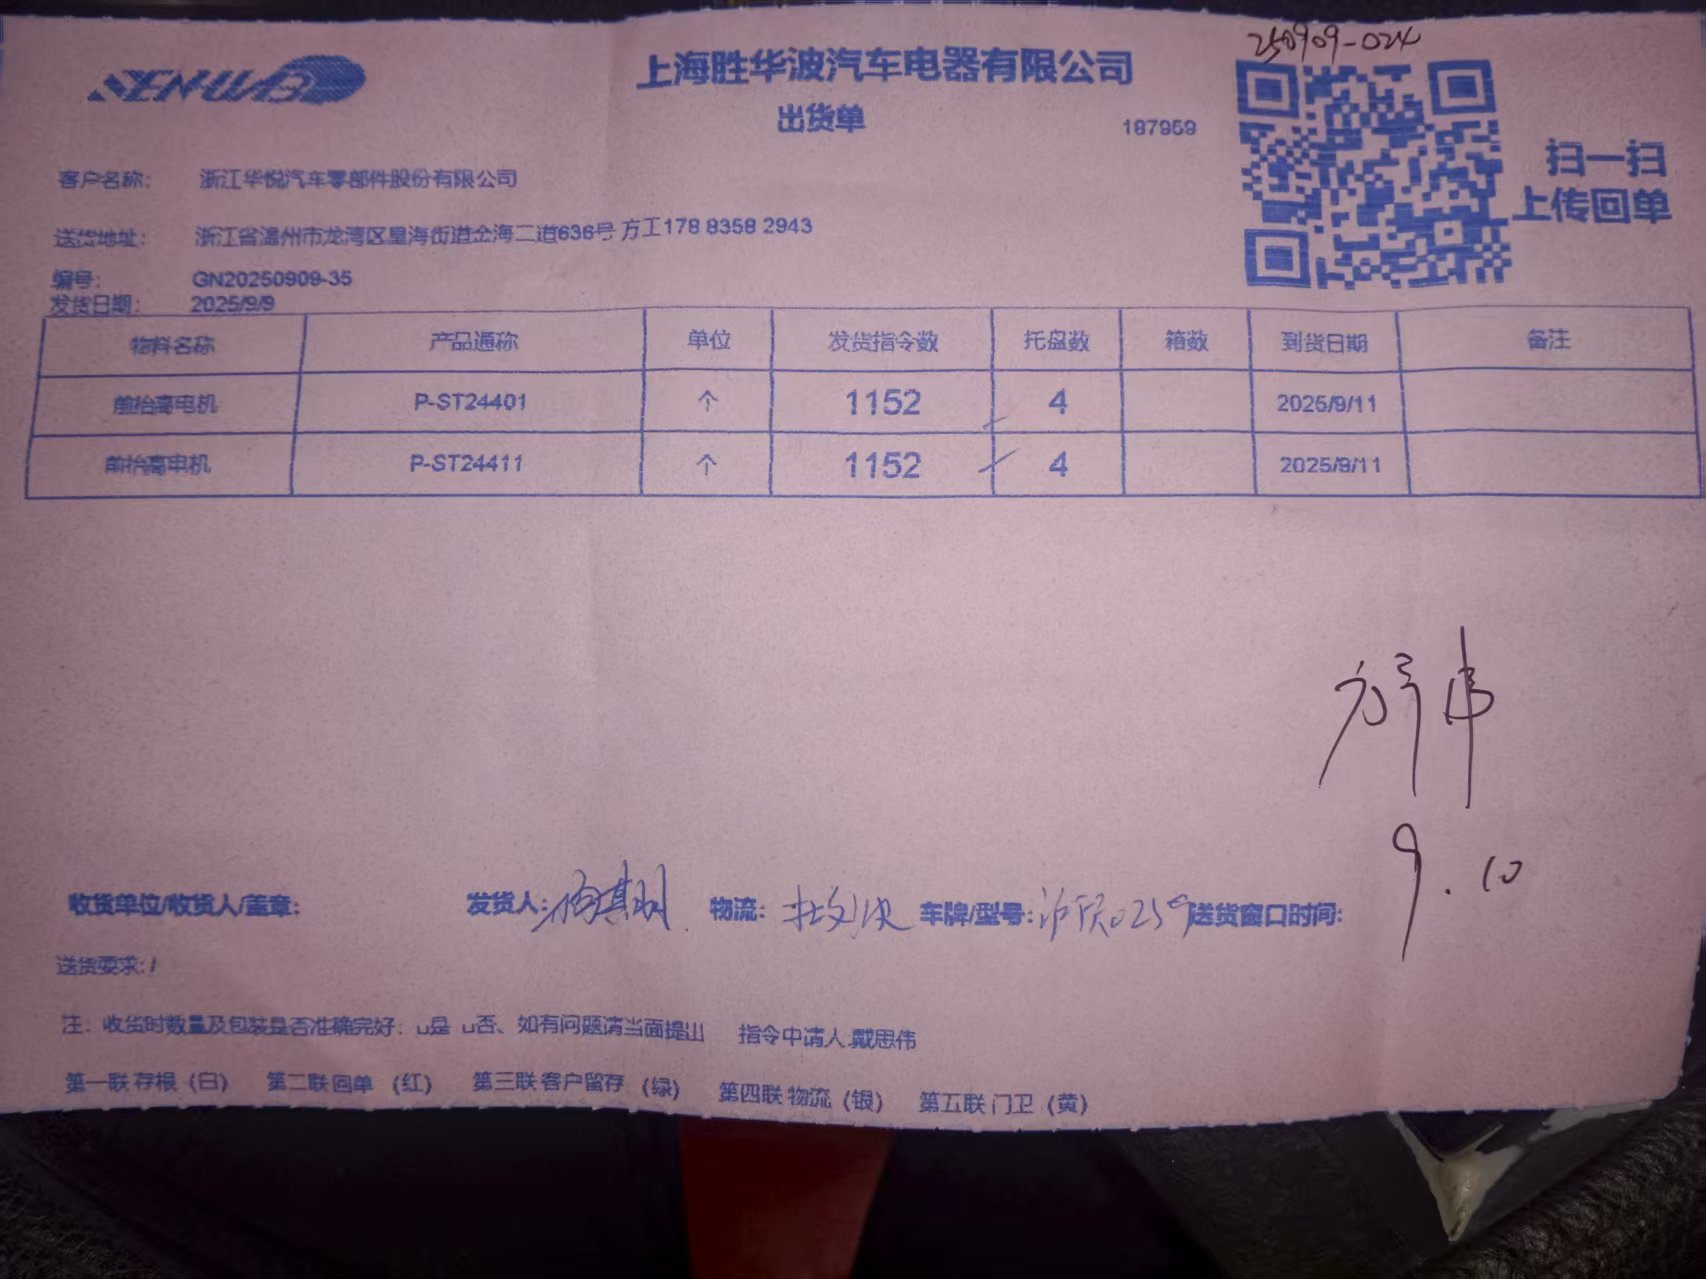 250909-024
SENHUABO
上海胜华波汽车电器有限公司
出货单
197959
扫一扫
上传回单
客户名称： 浙江华悦汽车零部件股份有限公司
送货地址： 浙江省温州市龙湾区星海街道金海二道636号 方工178 8358 2943
编号： GN20250909-35
发货日期： 2025/9/9
物料名称 产品通称 单位 发货指令数 托盘数 箱数 到货日期 备注
前抬高电机 P-ST24401 个 1152 4 2025/9/11
前抬高电机 P-ST24411 个 1152 4 2025/9/11
9.10
收货单位/收货人/盖章： 发货人： 物流： 车牌/型号： 送货窗口时间：
送货要求：/
注：收货时数量及包装是否准确完好：u是 u否、如有问题请当面提出 指令申请人 戴思伟
第一联 存根（白） 第二联 回单 （红） 第三联 客户留存 （绿） 第四联 物流（银） 第五联 门卫（黄）